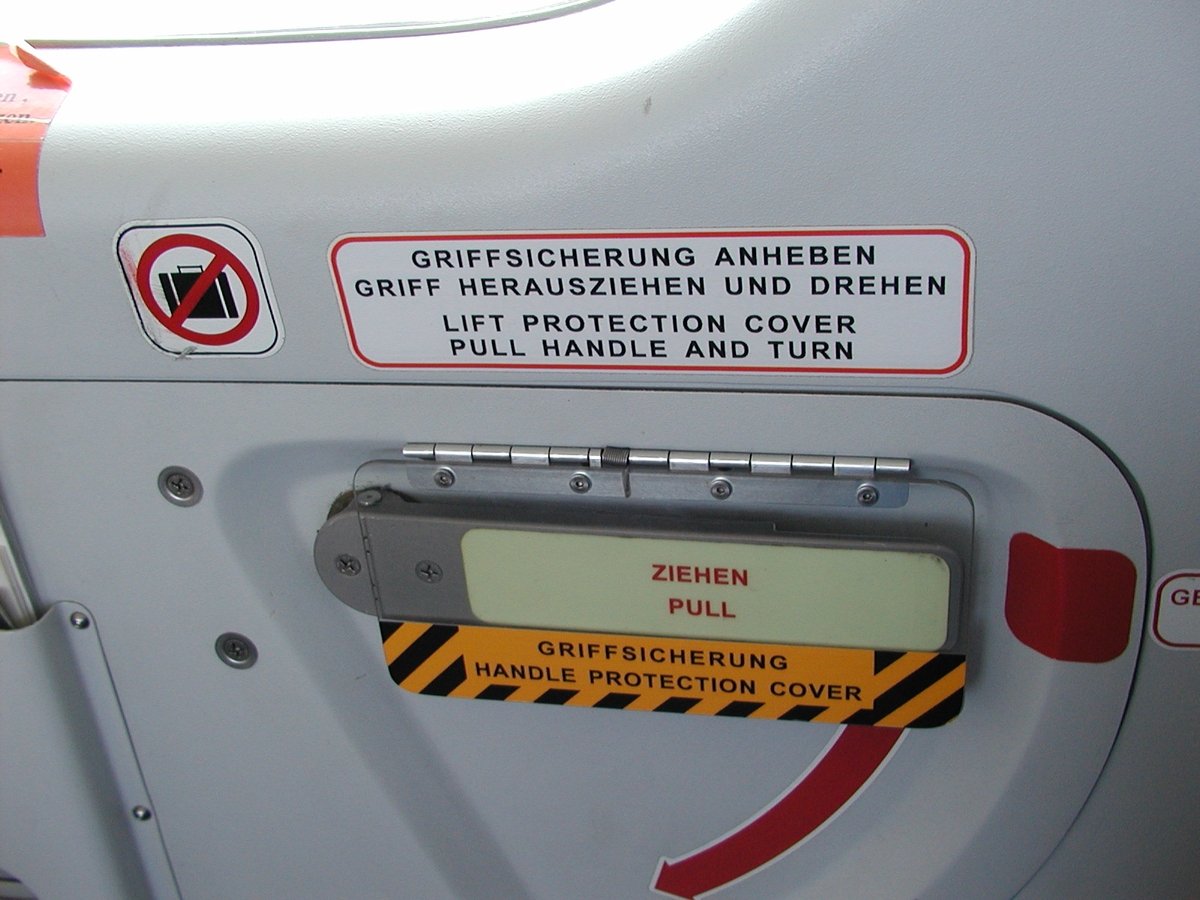 GRIFFSICHERUNG ANHEBEN
GRIFF HERAUSZIEHEN UND DREHEN
LIFT PROTECTION COVER
PULL HANDLE AND TURN
ZIEHEN
PULL
GRIFFSICHERUNG
HANDLE PROTECTION COVER